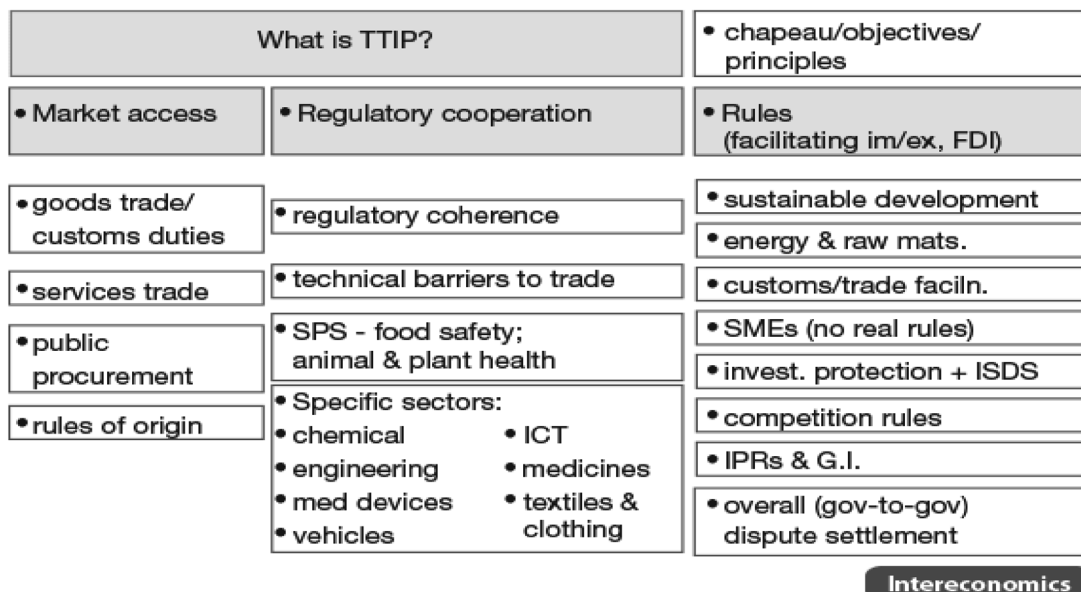 What is TTIP?
• chapeau/objectives/
principles
• Market access
• Regulatory cooperation
• Rules
(facilitating im/ex, FDI)
• goods trade/
customs duties
• services trade
• public
procurement
• rules of origin
• regulatory coherence
• technical barriers to trade
• SPS - food safety;
animal & plant health
• Specific sectors:
• chemical
• engineering
• med devices
• vehicles
• ICT
• medicines
• textiles &
clothing
• sustainable development
• energy & raw mats.
• customs/trade faciln.
• SMEs (no real rules)
• invest. protection + ISDS
• competition rules
• IPRs & G.I.
• overall (gov-to-gov)
dispute settlement
Intereconomics